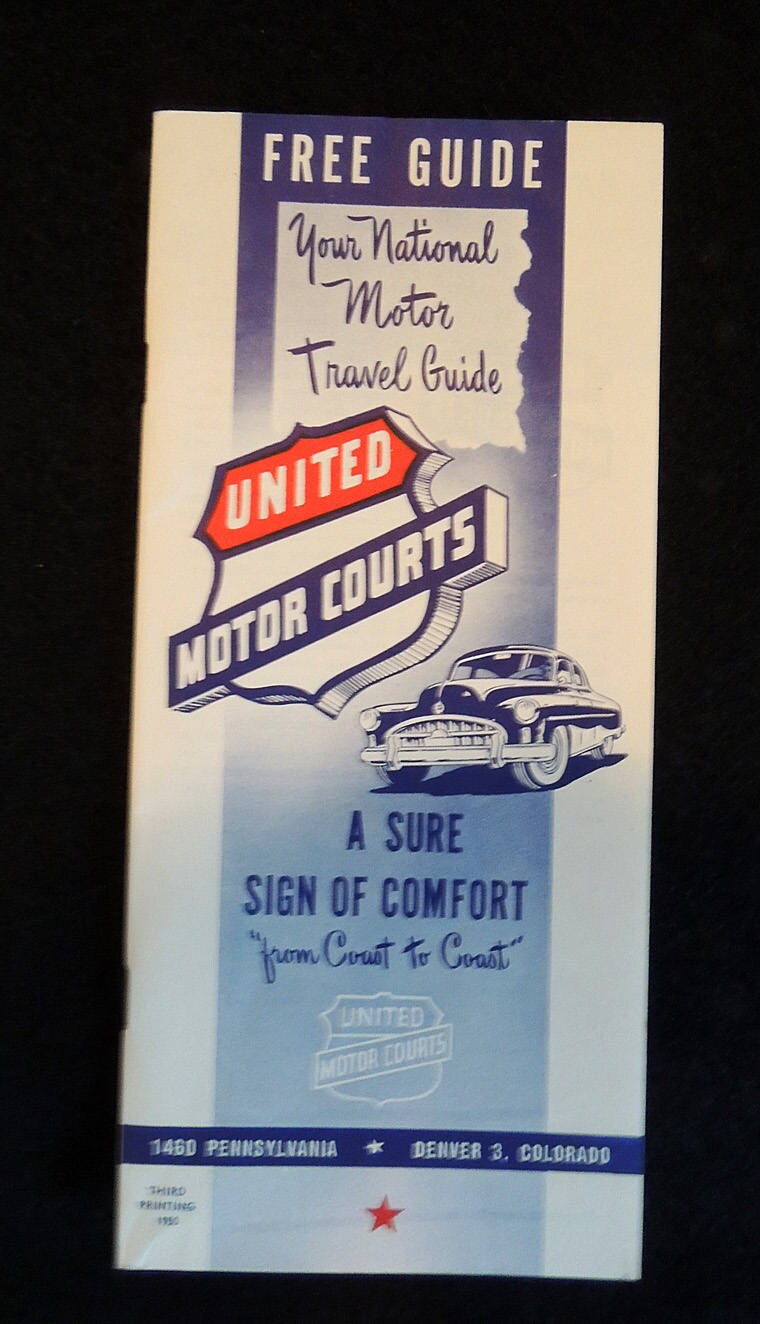 FREE GUIDE
Your National
Motor
Travel Guide
UNITED
MOTOR COURTS
A SURE
SIGN OF COMFORT
"from Coast to Coast"
UNITED
MOTOR COURTS
1460 PENNSYLVANIA ★ DENVER 3, COLORADO
THIRD
PRINTING
1950